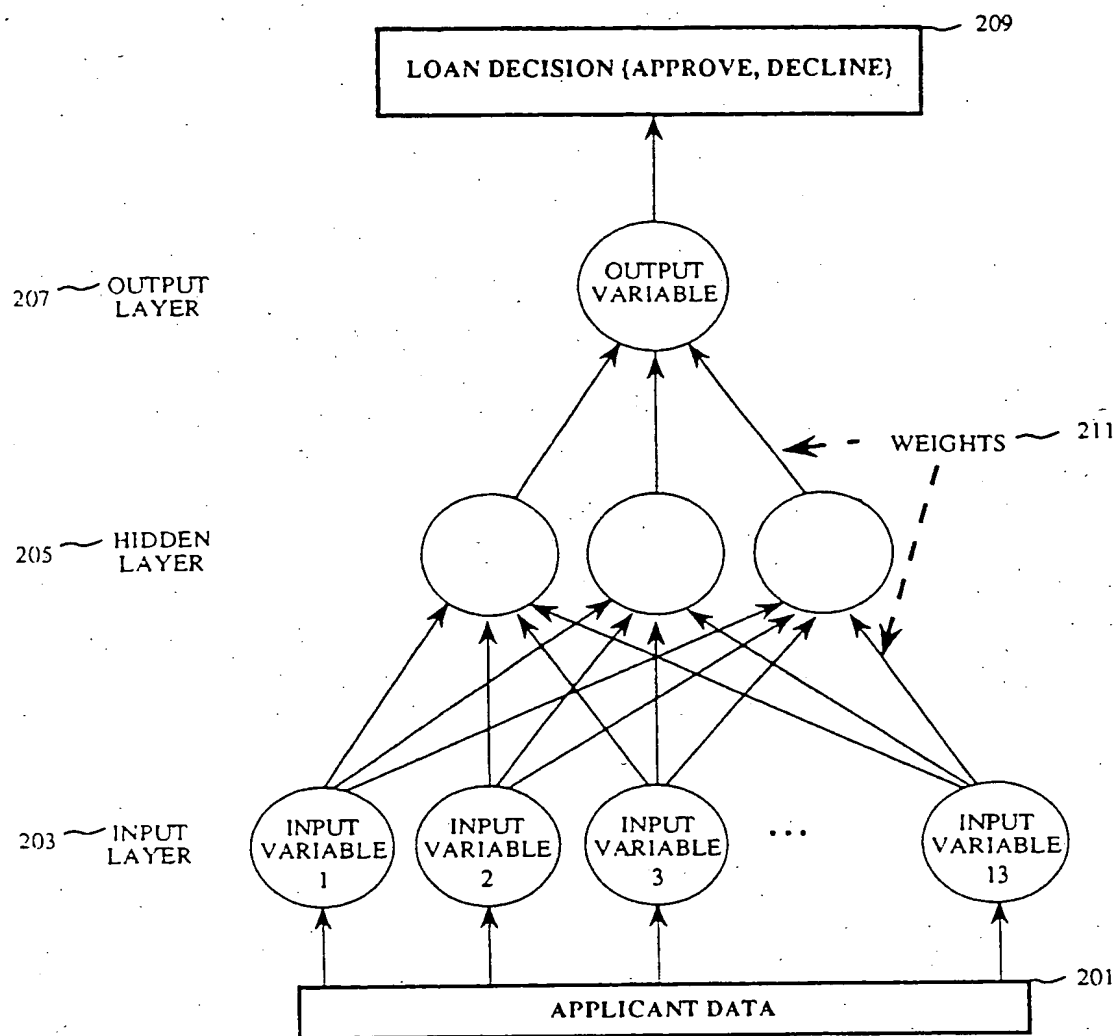 209
LOAN DECISION {APPROVE, DECLINE}
207 OUTPUT
LAYER
OUTPUT
VARIABLE
WEIGHTS 211
205 HIDDEN
LAYER
203 INPUT
LAYER
INPUT
VARIABLE
1
INPUT
VARIABLE
2
INPUT
VARIABLE
3
...
INPUT
VARIABLE
13
201
APPLICANT DATA